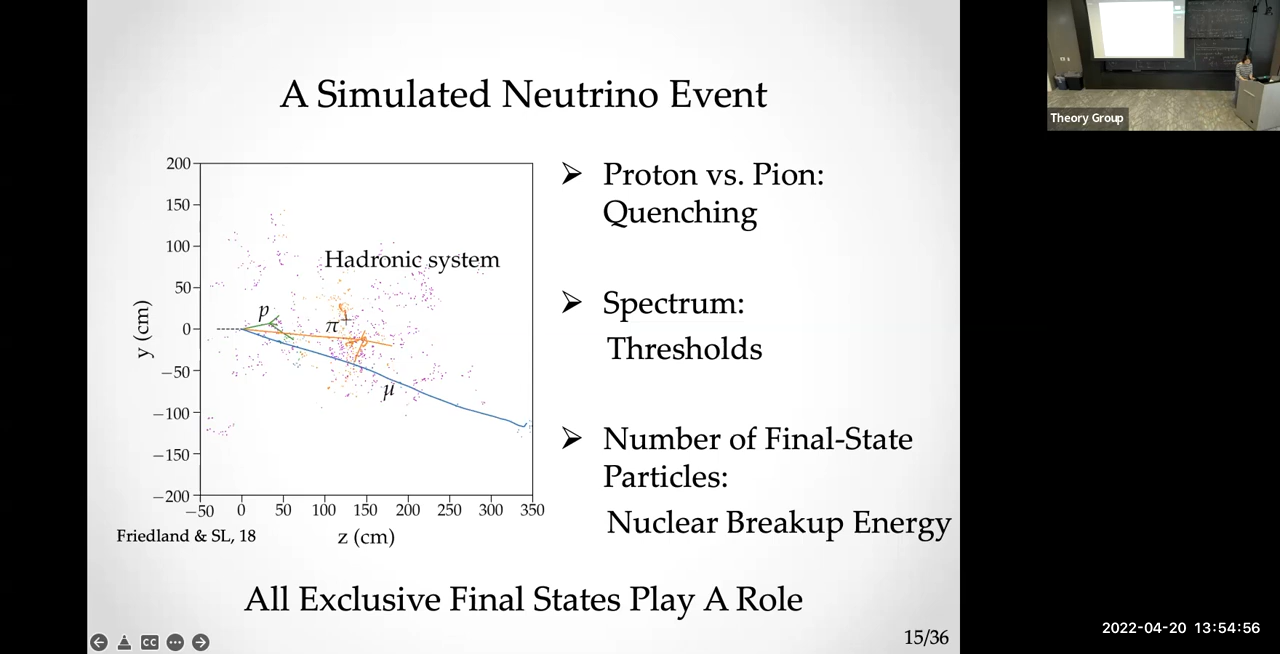 A Simulated Neutrino Event
200
150
100
50
0
−50
−100
−150
−200
y (cm)
Hadronic system
p
π+
μ
−50 0 50 100 150 200 250 300 350
z (cm)
Friedland & SL, 18
➢ Proton vs. Pion:
Quenching
➢ Spectrum:
Thresholds
➢ Number of Final-State
Particles:
Nuclear Breakup Energy
All Exclusive Final States Play A Role
CC
15/36
Theory Group
2022-04-20 13:54:56